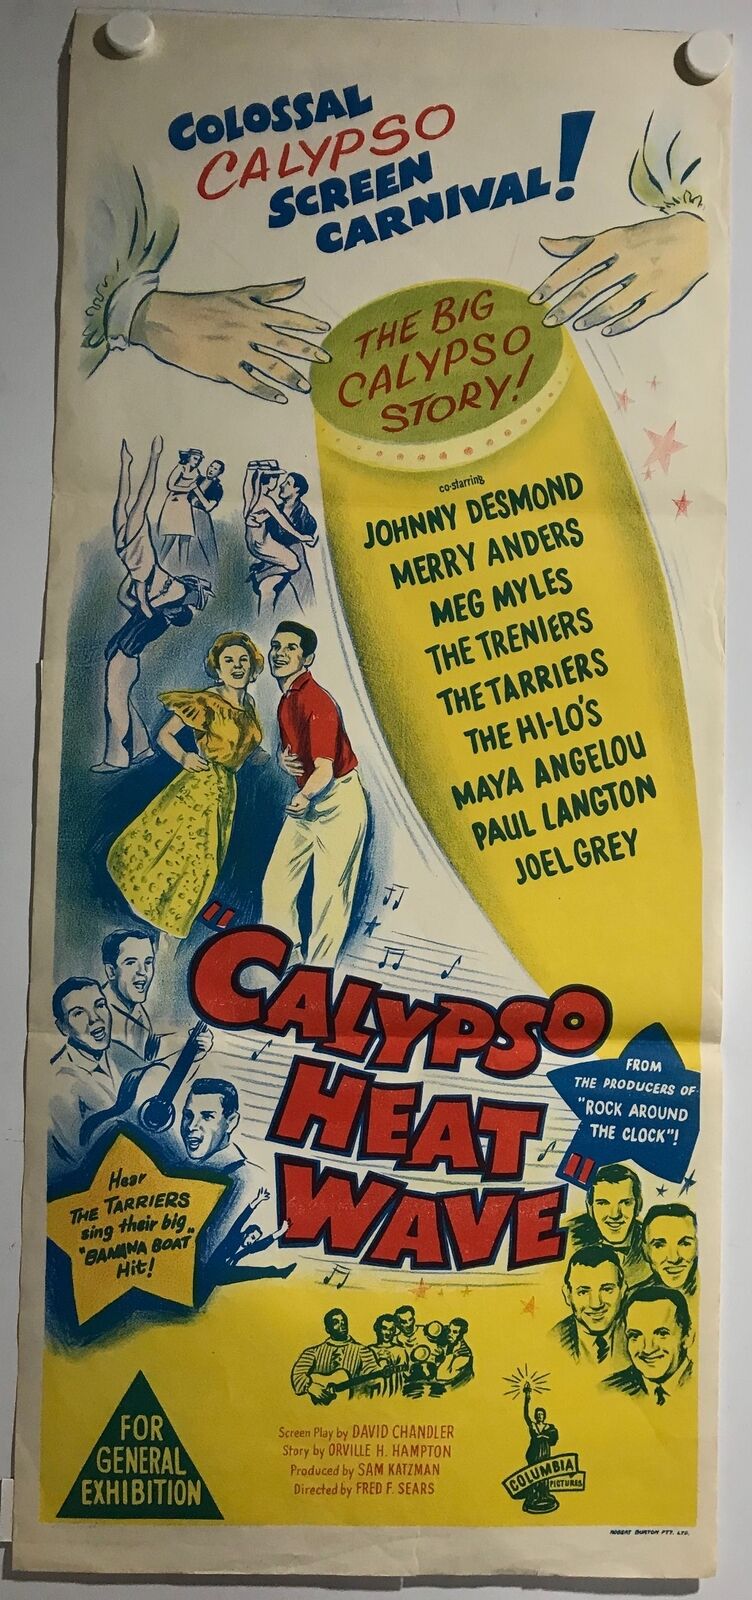 COLOSSAL
CALYPSO
SCREEN
CARNIVAL!
THE BIG
CALYPSO
STORY!
co-starring
JOHNNY DESMOND
MERRY ANDERS
MEG MYLES
THE TRENIERS
THE TARRIERS
THE HI-LO'S
MAYA ANGELOU
PAUL LANGTON
JOEL GREY
"CALYPSO
HEAT
WAVE"
FROM
THE PRODUCERS OF
"ROCK AROUND
THE CLOCK"!
Hear
THE TARRIERS
sing their big
"BANANA BOAT"
Hit!
FOR
GENERAL
EXHIBITION
Screen Play by DAVID CHANDLER
Story by ORVILLE H. HAMPTON
Produced by SAM KATZMAN
Directed by FRED F. SEARS
COLUMBIA
PICTURES
ROBERT BURTON PTY. LTD.